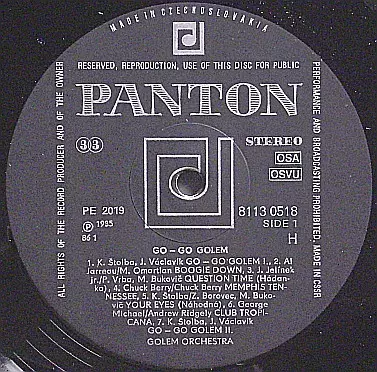 MADE IN CZECHOSLOVAKIA
RESERVED, REPRODUCTION, USE OF THIS DISC FOR PUBLIC
PERFORMANCE AND BROADCASTING PROHIBITED, MADE IN CSSR
ALL RIGHTS OF THE RECORD PRODUCER AND OF THE OWNER
PANTON
33
STEREO
OSA
OSVU
PE 2019
8113 0518
Ⓟ 1985
SIDE 1
86 1
H
GO - GO GOLEM
1. K. Štolba, J. Václavík GO - GO GOLEM I., 2. Al
Jarreau/M. Omartian BOOGIE DOWN, 3. J. Jelínek
jr./P. Vrba, M. Bukovič QUESTION TIME (Hádan-
ka), 4. Chuck Berry/Chuck Berry MEMPHIS TEN-
NESSEE, 5. K. Štolba/Z. Borovec, M. Buko-
vič YOUR EYES (Náhodná), 6. George
Michael/Andrew Ridgely CLUB TROPI-
CANA, 7. K. Štolba, J. Václavík
GO - GO GOLEM II.
GOLEM ORCHESTRA